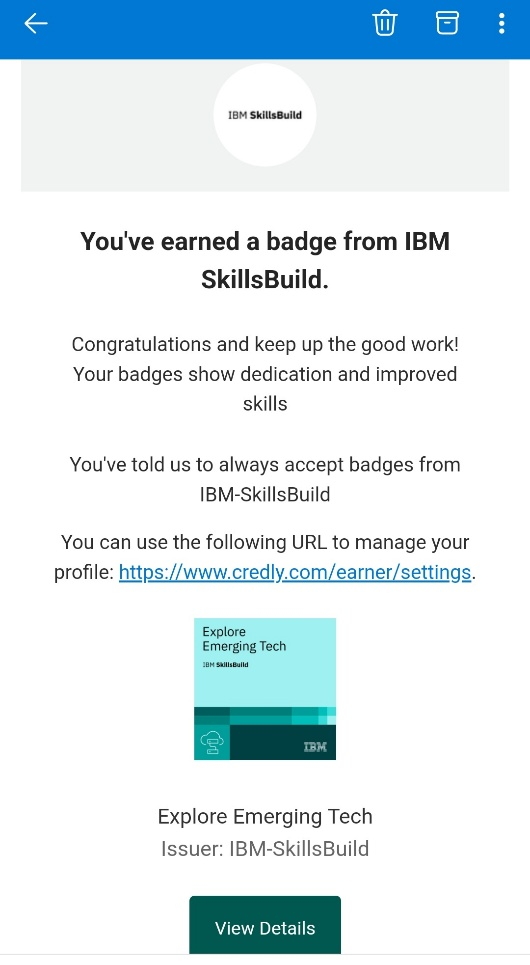 IBM SkillsBuild
You've earned a badge from IBM
SkillsBuild.
Congratulations and keep up the good work!
Your badges show dedication and improved
skills
You've told us to always accept badges from
IBM-SkillsBuild
You can use the following URL to manage your
profile: https://www.credly.com/earner/settings.
Explore
Emerging Tech
IBM SkillsBuild
IBM
Explore Emerging Tech
Issuer: IBM-SkillsBuild
View Details